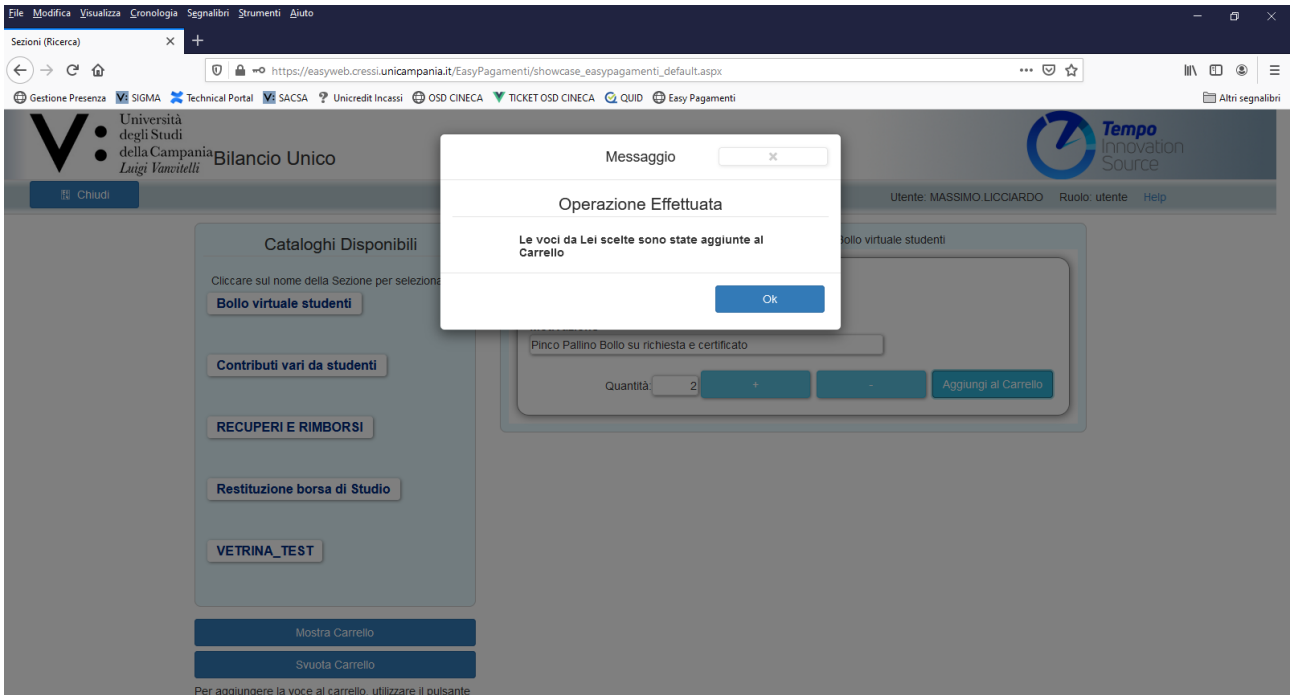 File Modifica Visualizza Cronologia Segnalibri Strumenti Aiuto
Sezioni (Ricerca)
https://easyweb.cressi.unicampania.it/EasyPagamenti/showcase_easypagamenti_default.aspx
Gestione Presenza V: SIGMA Technical Portal V: SACSA Unicredit Incassi OSD CINECA TICKET OSD CINECA QUID Easy Pagamenti Altri segnalibri
V:
Università
degli Studi
della Campania
Luigi Vanvitelli
Bilancio Unico
Tempo
Innovation
Source
Chiudi
Utente: MASSIMO.LICCIARDO Ruolo: utente Help
Messaggio
Operazione Effettuata
Le voci da Lei scelte sono state aggiunte al
Carrello
Ok
Cataloghi Disponibili
Cliccare sul nome della Sezione per
Bollo virtuale studenti
Contributi vari da studenti
RECUPERI E RIMBORSI
Restituzione borsa di Studio
VETRINA_TEST
Mostra Carrello
Svuota Carrello
Per aggiungere la voce al carrello, utilizzare il pulsante
Bollo virtuale studenti
Pinco Pallino Bollo su richiesta e certificato
Quantità: 2 + - Aggiungi al Carrello